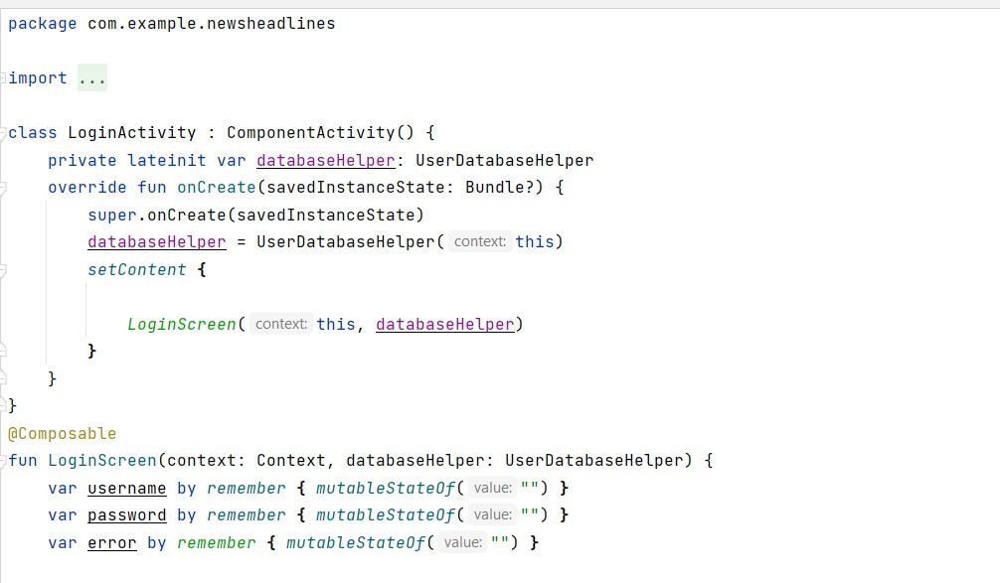 package com.example.newsheadlines
import ...
class LoginActivity : ComponentActivity() {
    private lateinit var databaseHelper: UserDatabaseHelper
    override fun onCreate(savedInstanceState: Bundle?) {
        super.onCreate(savedInstanceState)
        databaseHelper = UserDatabaseHelper( context: this)
        setContent {
            LoginScreen( context: this, databaseHelper)
        }
    }
}
@Composable
fun LoginScreen(context: Context, databaseHelper: UserDatabaseHelper) {
    var username by remember { mutableStateOf( value: "") }
    var password by remember { mutableStateOf( value: "") }
    var error by remember { mutableStateOf( value: "") }